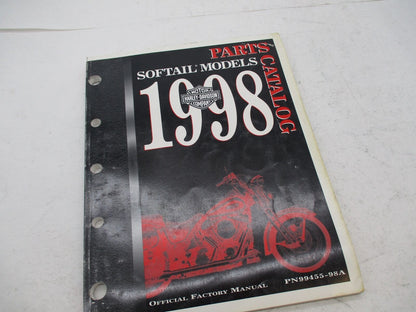 PARTS
CATALOG
SOFTAIL MODELS
1998
MOTOR
HARLEY-DAVIDSON
COMPANY
OFFICIAL FACTORY MANUAL
PN99455-98A